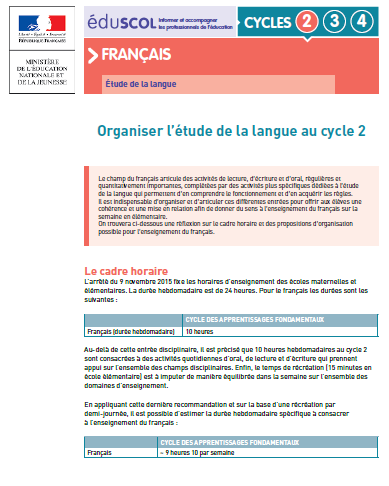 éduSCOL
Informer et accompagner
les professionnels de l'éducation
CYCLES 2 3 4
Liberté • Égalité • Fraternité
RÉPUBLIQUE FRANÇAISE
MINISTÈRE
DE L'ÉDUCATION
NATIONALE ET
DE LA JEUNESSE
FRANÇAIS
Étude de la langue
Organiser l'étude de la langue au cycle 2
Le champ du français articule des activités de lecture, d'écriture et d'oral, régulières et
quantitativement importantes, complétées par des activités plus spécifiques dédiées à l'étude
de la langue qui permettent d'en comprendre le fonctionnement et d'en acquérir les règles.
Il est indispensable d'organiser et d'articuler ces différentes entrées pour offrir aux élèves une
cohérence et une mise en relation afin de donner du sens à l'enseignement du français sur la
semaine en élémentaire.
On trouvera ci-dessous une réflexion sur le cadre horaire et des propositions d'organisation
possible pour l'enseignement du français.
Le cadre horaire
L'arrêté du 9 novembre 2015 fixe les horaires d'enseignement des écoles maternelles et
élémentaires. La durée hebdomadaire est de 24 heures. Pour le français les durées sont les
suivantes :
CYCLE DES APPRENTISSAGES FONDAMENTAUX
Français (durée hebdomadaire) 10 heures
Au-delà de cette entrée disciplinaire, il est précisé que 10 heures hebdomadaires au cycle 2
sont consacrées à des activités quotidiennes d'oral, de lecture et d'écriture qui prennent
appui sur l'ensemble des champs disciplinaires. Enfin, le temps de récréation (15 minutes en
école élémentaire) est à imputer de manière équilibrée dans la semaine sur l'ensemble des
domaines d'enseignement.
En appliquant cette dernière recommandation et sur la base d'une récréation par
demi-journée, il est possible d'estimer la durée hebdomadaire spécifique à consacrer
à l'enseignement du français :
CYCLE DES APPRENTISSAGES FONDAMENTAUX
Français ~ 9 heures 10 par semaine